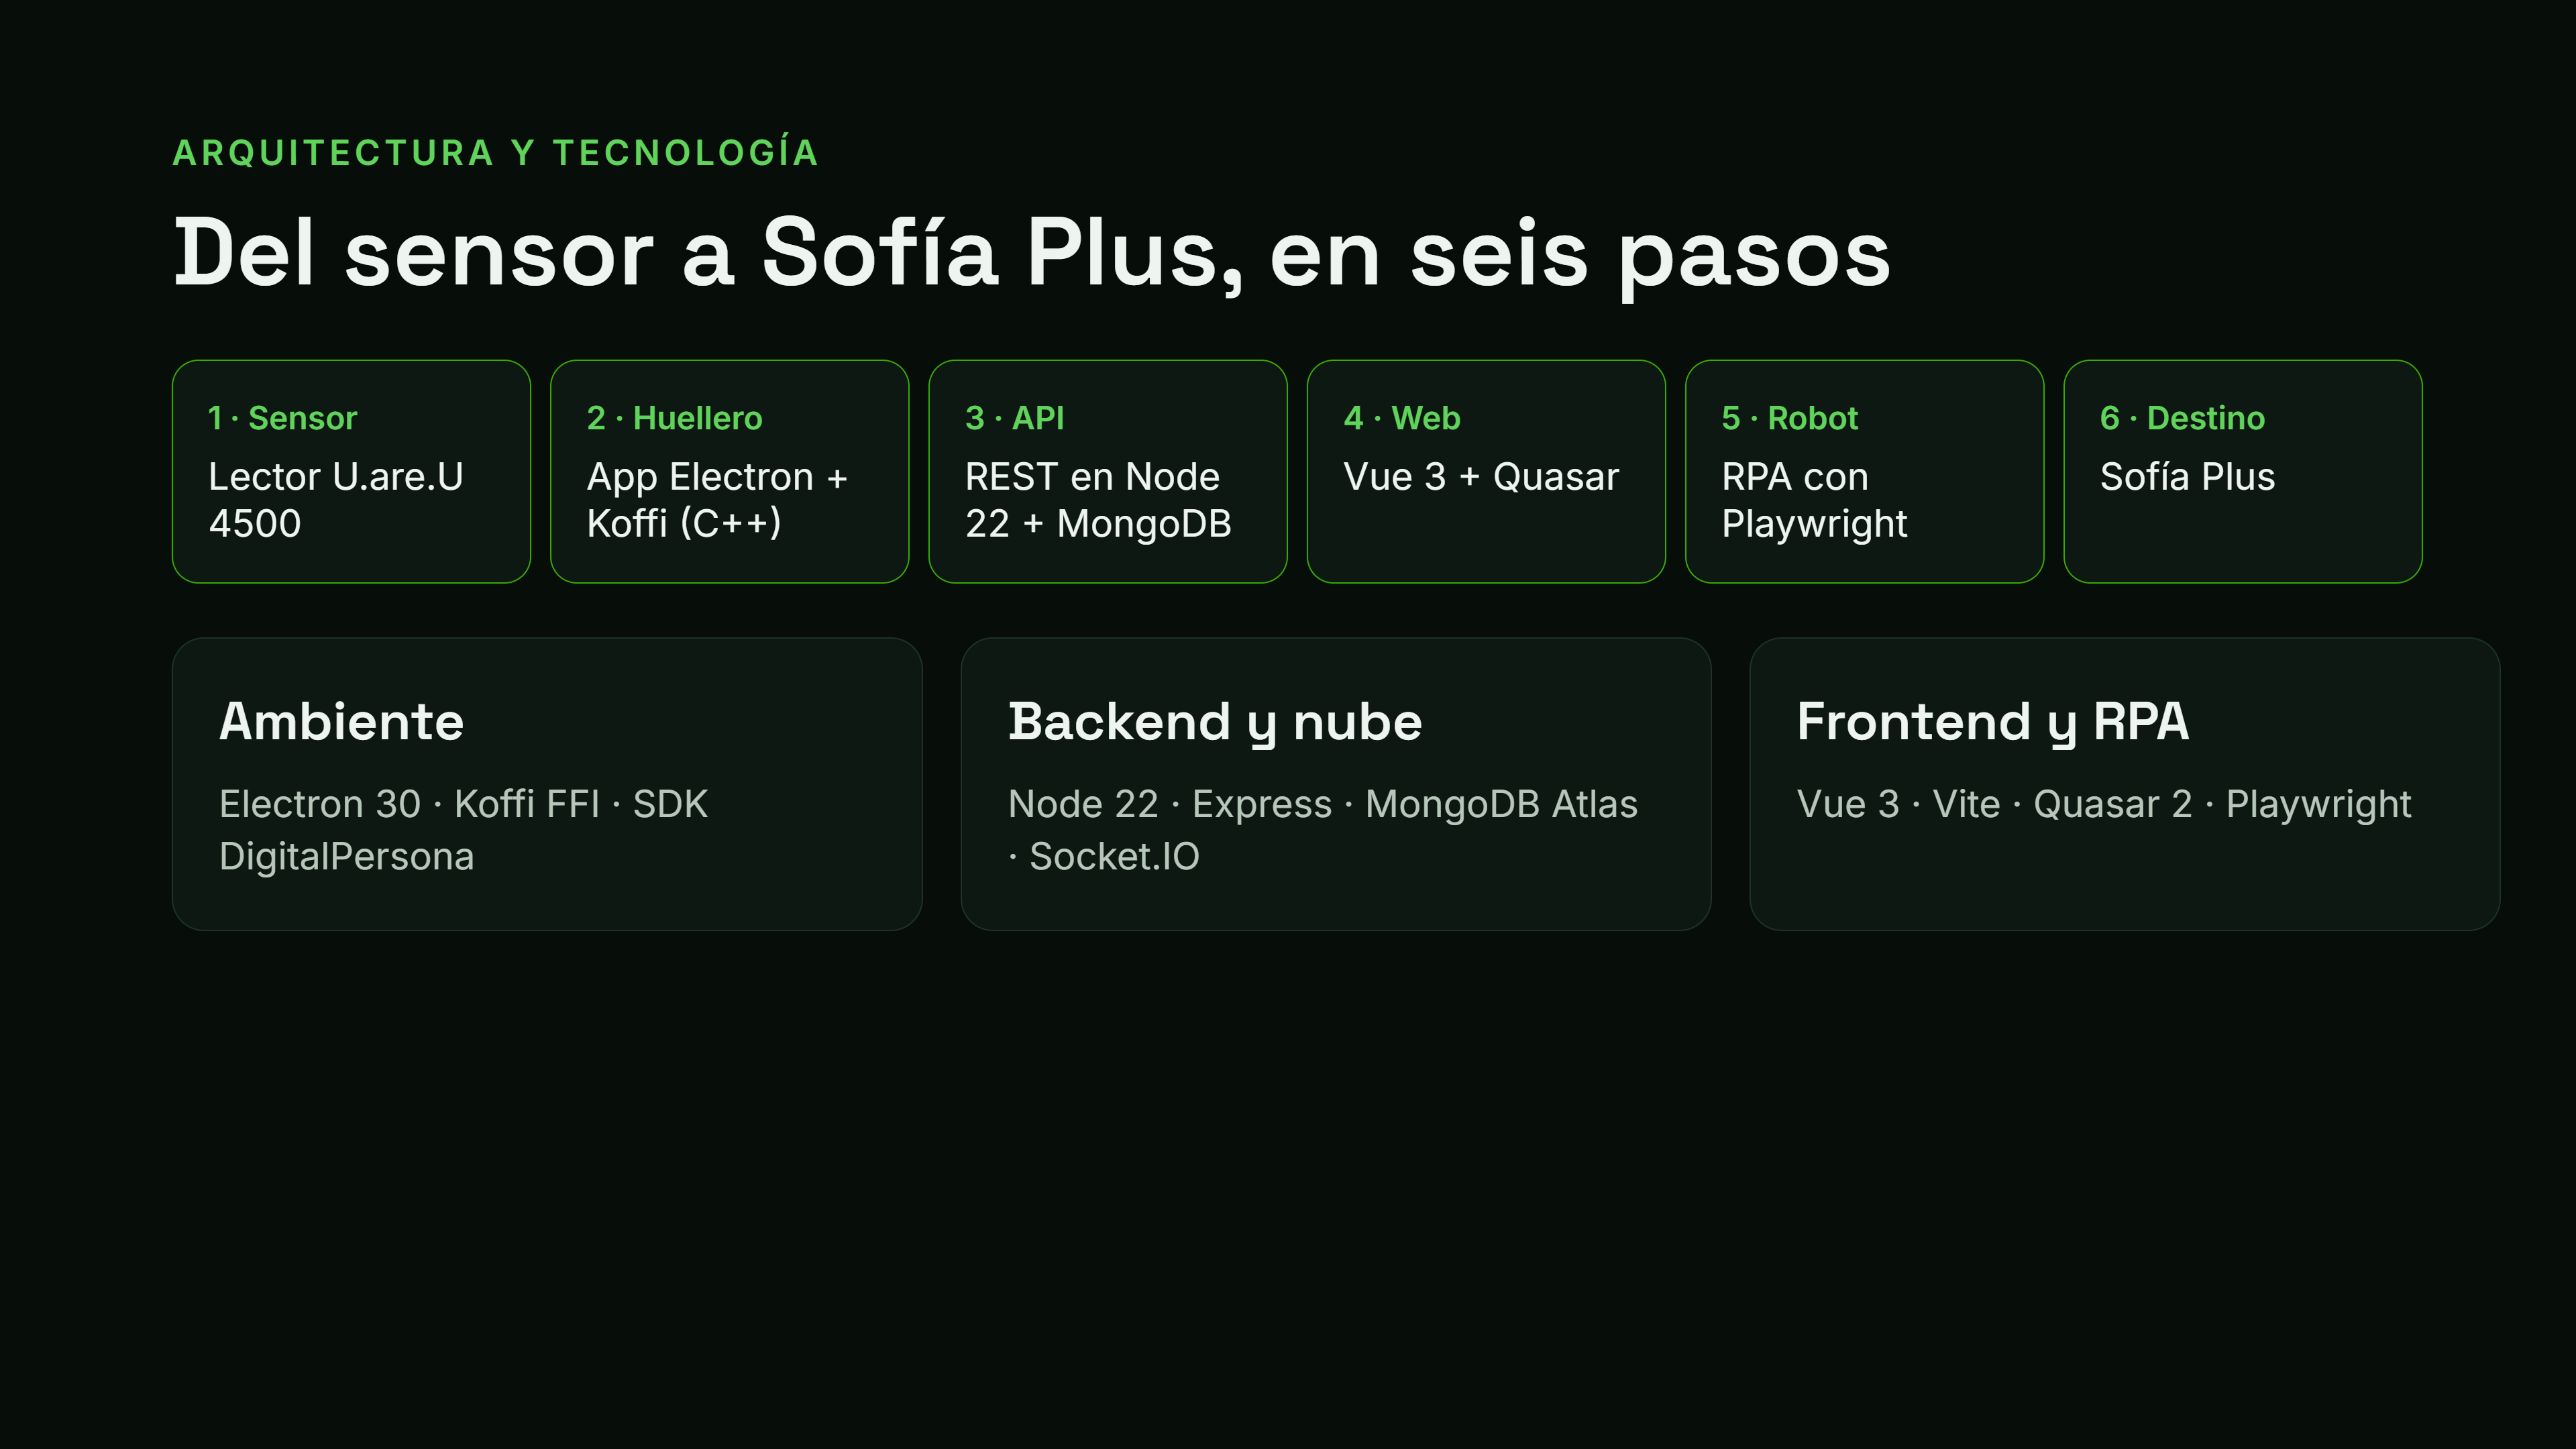 ARQUITECTURA Y TECNOLOGÍA
Del sensor a Sofía Plus, en seis pasos
1 · Sensor
Lector U.are.U
4500
2 · Huellero
App Electron +
Koffi (C++)
3 · API
REST en Node
22 + MongoDB
4 · Web
Vue 3 + Quasar
5 · Robot
RPA con
Playwright
6 · Destino
Sofía Plus
Ambiente
Electron 30 · Koffi FFI · SDK
DigitalPersona
Backend y nube
Node 22 · Express · MongoDB Atlas
· Socket.IO
Frontend y RPA
Vue 3 · Vite · Quasar 2 · Playwright